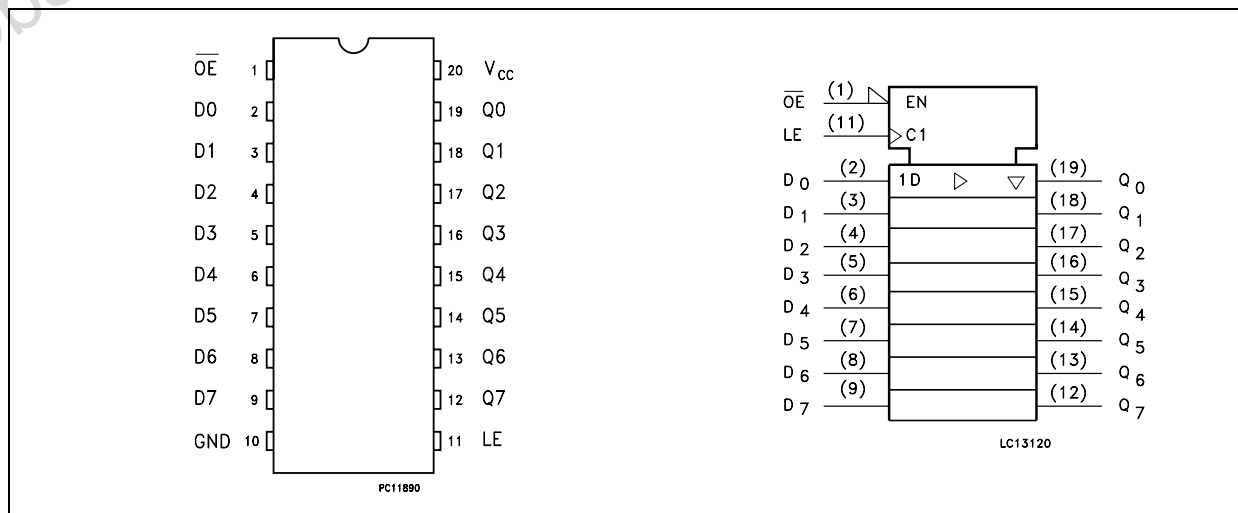 OE 1 20 VCC
D0 2 19 Q0
D1 3 18 Q1
D2 4 17 Q2
D3 5 16 Q3
D4 6 15 Q4
D5 7 14 Q5
D6 8 13 Q6
D7 9 12 Q7
GND 10 11 LE
PC11890
OE (1) EN
LE (11) C1
D0 (2) 1D (19) Q0
D1 (3) (18) Q1
D2 (4) (17) Q2
D3 (5) (16) Q3
D4 (6) (15) Q4
D5 (7) (14) Q5
D6 (8) (13) Q6
D7 (9) (12) Q7
LC13120